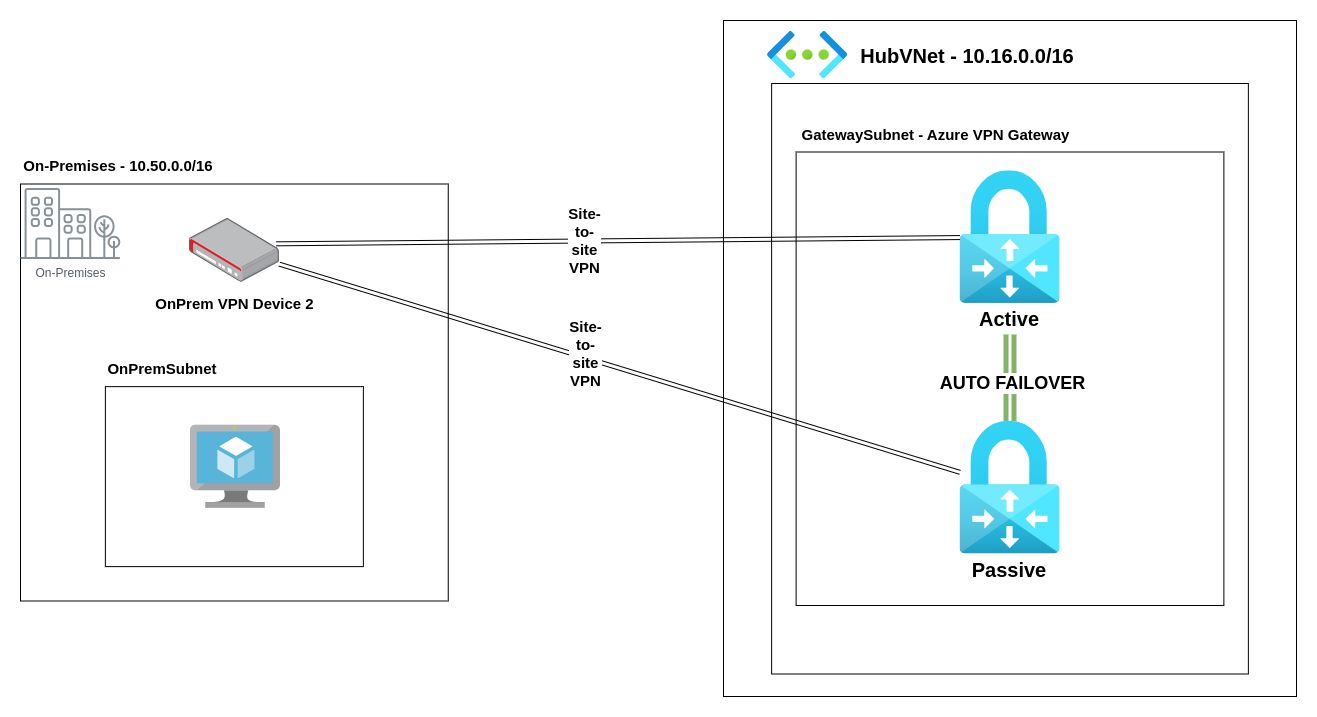 HubVNet - 10.16.0.0/16
GatewaySubnet - Azure VPN Gateway
On-Premises - 10.50.0.0/16
On-Premises
OnPrem VPN Device 2
OnPremSubnet
Site-
to-
site
VPN
Site-
to-
site
VPN
Active
AUTO FAILOVER
Passive